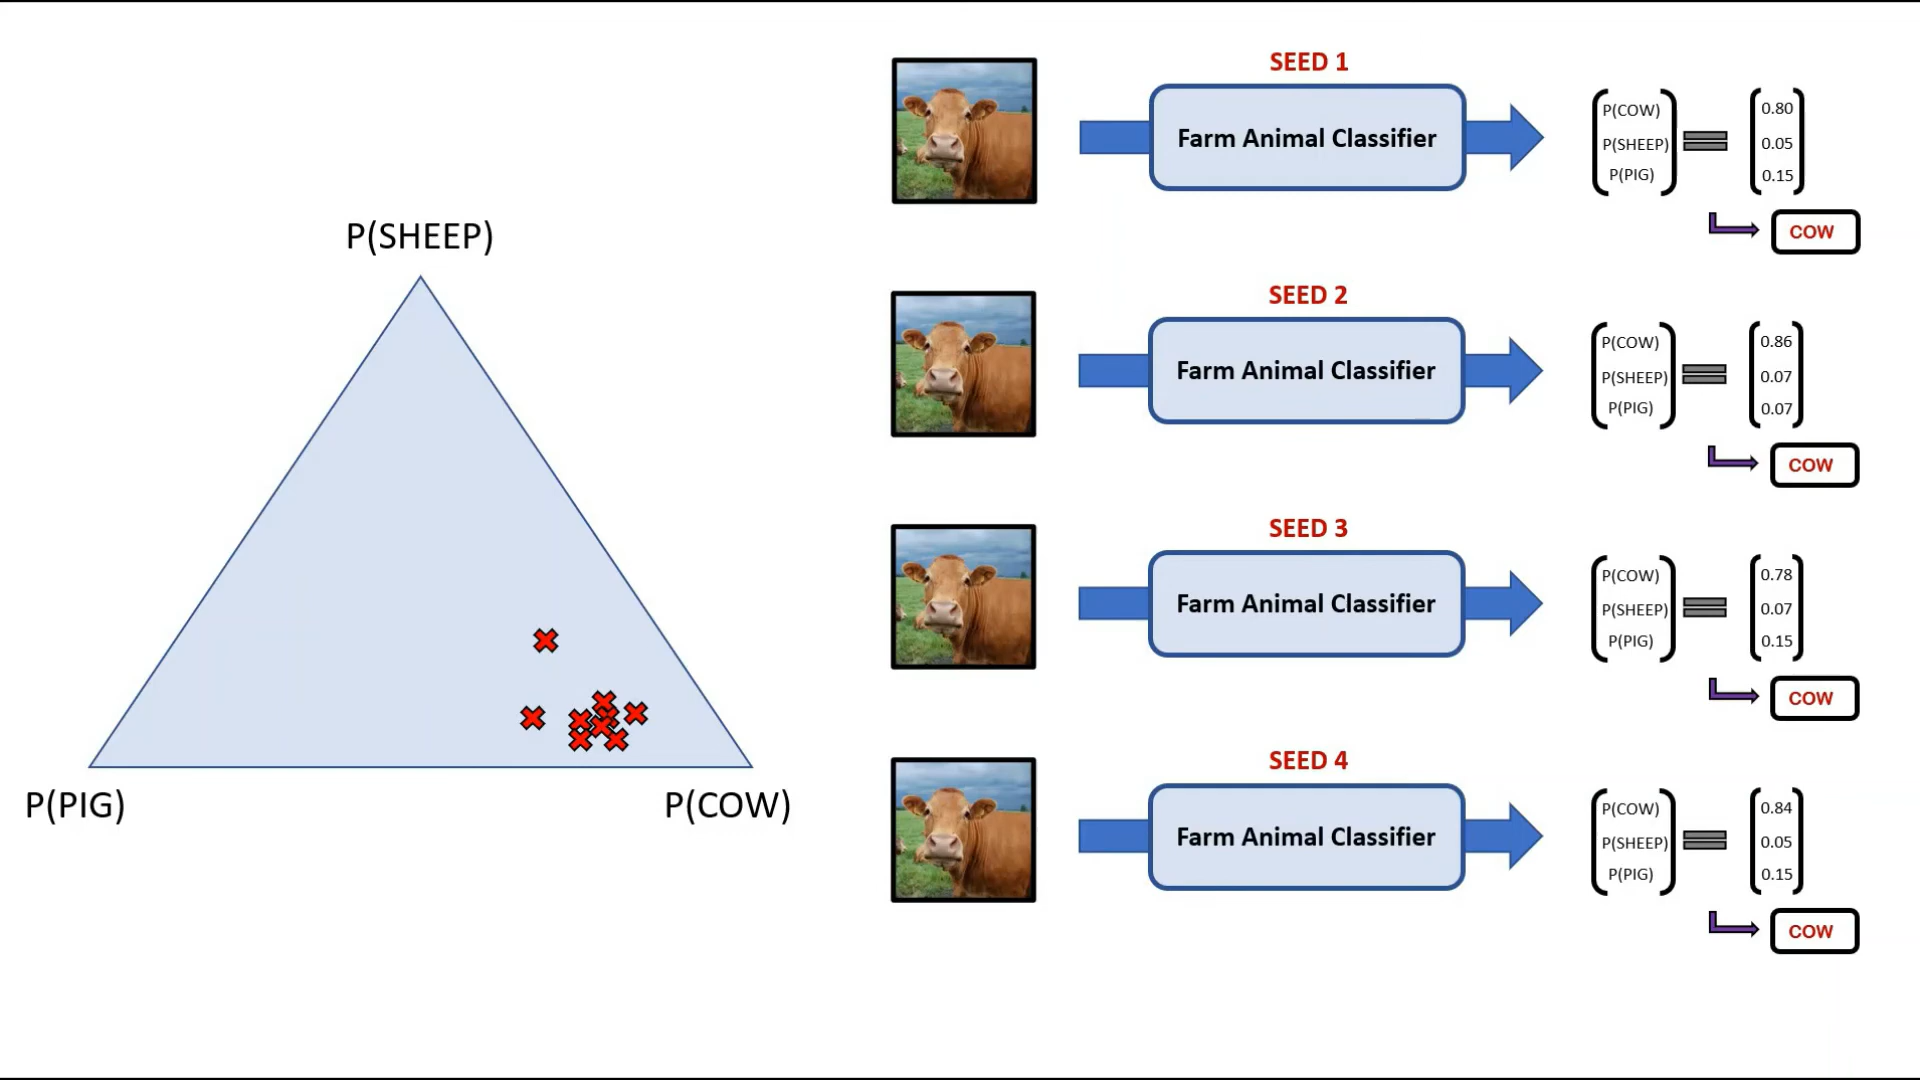 P(SHEEP)
P(PIG)
P(COW)
SEED 1
Farm Animal Classifier
P(COW)
P(SHEEP)
P(PIG)
0.80
0.05
0.15
COW
SEED 2
Farm Animal Classifier
P(COW)
P(SHEEP)
P(PIG)
0.86
0.07
0.07
COW
SEED 3
Farm Animal Classifier
P(COW)
P(SHEEP)
P(PIG)
0.78
0.07
0.15
COW
SEED 4
Farm Animal Classifier
P(COW)
P(SHEEP)
P(PIG)
0.84
0.05
0.15
COW